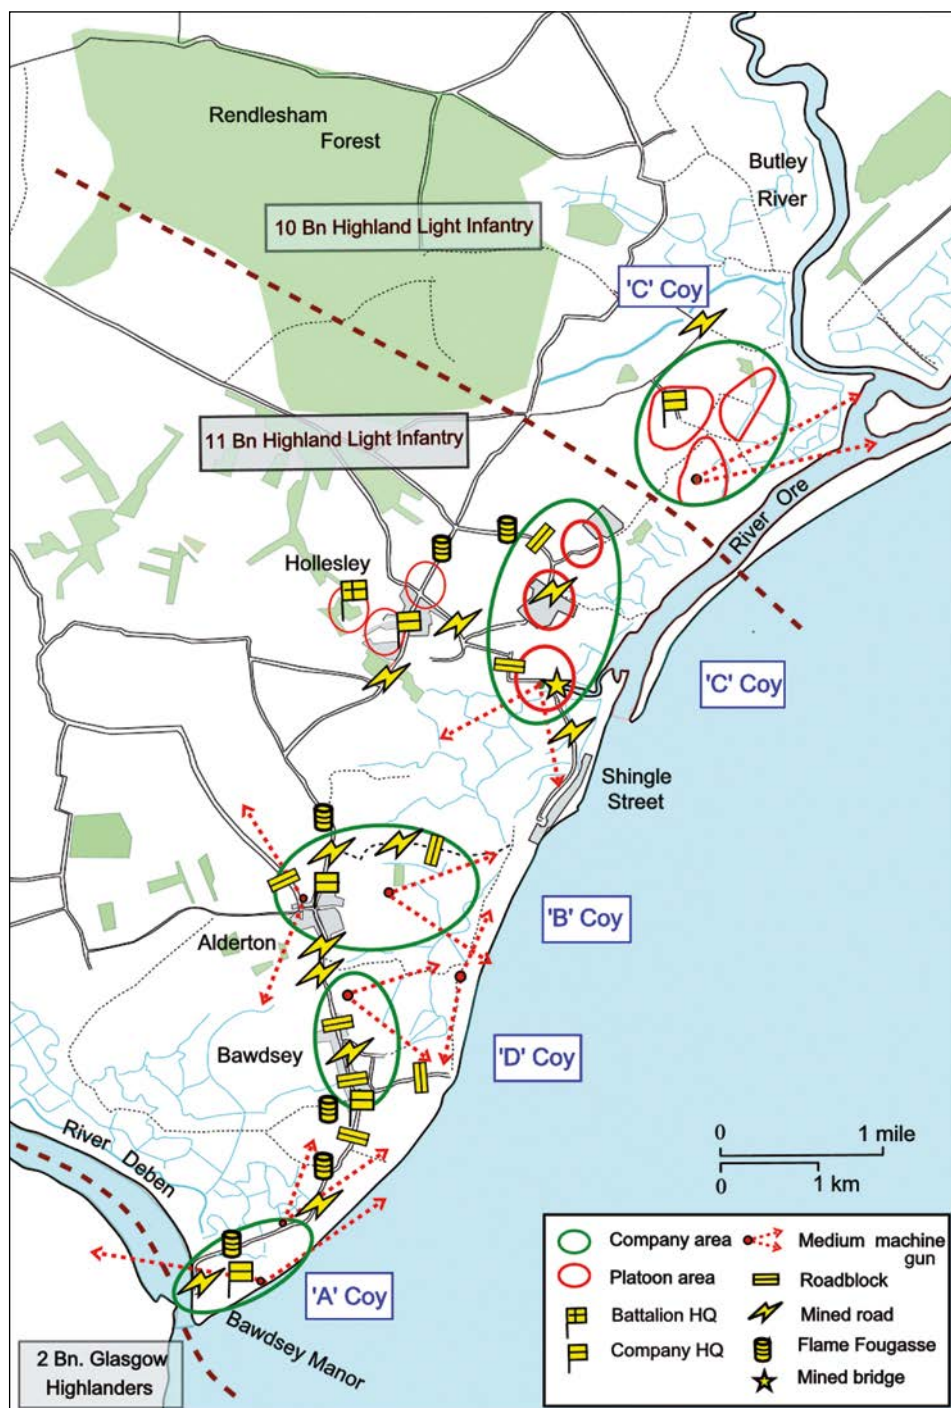 Rendlesham
Forest
Butley
River
10 Bn Highland Light Infantry
'C' Coy
11 Bn Highland Light Infantry
River Ore
Hollesley
'C' Coy
Shingle
Street
'B' Coy
Alderton
'D' Coy
Bawdsey
River Deben
0 1 mile
0 1 km
'A' Coy
Bawdsey Manor
2 Bn. Glasgow
Highlanders
Company area
Platoon area
Battalion HQ
Company HQ
Medium machine
gun
Roadblock
Mined road
Flame Fougasse
Mined bridge